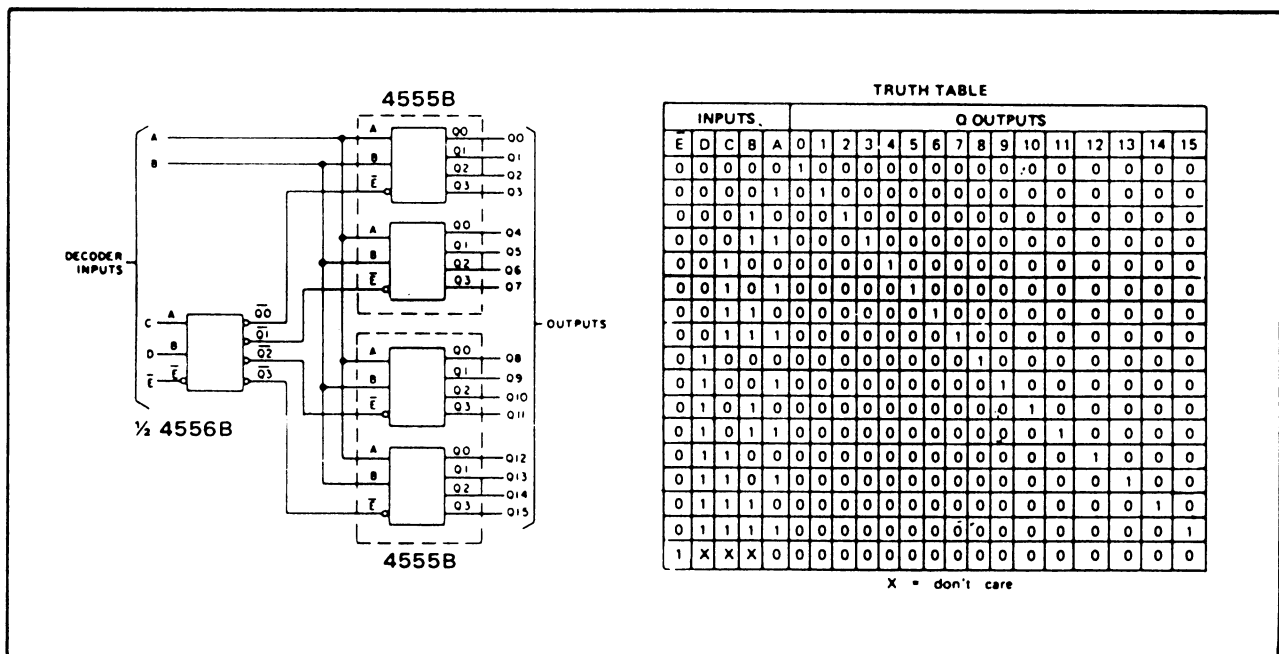 4555B
A
B
DECODER
INPUTS
C
D
E̅
A
B
E̅
Q̅0̅
Q̅1̅
Q̅2̅
Q̅3̅
½ 4556B
A
B
E̅
Q0
Q1
Q2
Q3
Q0
Q1
Q2
Q3
A
B
E̅
Q0
Q1
Q2
Q3
Q4
Q5
Q6
Q7
A
B
E̅
Q0
Q1
Q2
Q3
Q8
Q9
Q10
Q11
A
B
E̅
Q0
Q1
Q2
Q3
Q12
Q13
Q14
Q15
OUTPUTS
4555B
TRUTH TABLE
INPUTS Q OUTPUTS
E̅ D C B A 0 1 2 3 4 5 6 7 8 9 10 11 12 13 14 15
0 0 0 0 0 1 0 0 0 0 0 0 0 0 0 0 0 0 0 0 0
0 0 0 0 1 0 1 0 0 0 0 0 0 0 0 0 0 0 0 0 0
0 0 0 1 0 0 0 1 0 0 0 0 0 0 0 0 0 0 0 0 0
0 0 0 1 1 0 0 0 1 0 0 0 0 0 0 0 0 0 0 0 0
0 0 1 0 0 0 0 0 0 1 0 0 0 0 0 0 0 0 0 0 0
0 0 1 0 1 0 0 0 0 0 1 0 0 0 0 0 0 0 0 0 0
0 0 1 1 0 0 0 0 0 0 0 1 0 0 0 0 0 0 0 0 0
0 0 1 1 1 0 0 0 0 0 0 0 1 0 0 0 0 0 0 0 0
0 1 0 0 0 0 0 0 0 0 0 0 0 1 0 0 0 0 0 0 0
0 1 0 0 1 0 0 0 0 0 0 0 0 0 1 0 0 0 0 0 0
0 1 0 1 0 0 0 0 0 0 0 0 0 0 0 1 0 0 0 0 0
0 1 0 1 1 0 0 0 0 0 0 0 0 0 0 0 1 0 0 0 0
0 1 1 0 0 0 0 0 0 0 0 0 0 0 0 0 0 1 0 0 0
0 1 1 0 1 0 0 0 0 0 0 0 0 0 0 0 0 0 1 0 0
0 1 1 1 0 0 0 0 0 0 0 0 0 0 0 0 0 0 0 1 0
0 1 1 1 1 0 0 0 0 0 0 0 0 0 0 0 0 0 0 0 1
1 X X X 0 0 0 0 0 0 0 0 0 0 0 0 0 0 0 0 0
X = don't care